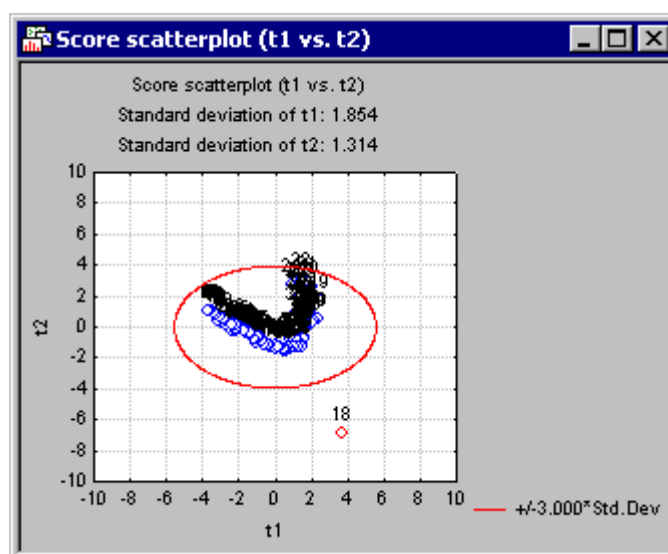 Score scatterplot (t1 vs. t2)
Score scatterplot (t1 vs. t2)
Standard deviation of t1: 1.854
Standard deviation of t2: 1.314
10
8
6
4
2
0
-2
-4
-6
-8
-10
t2
18
-10 -8 -6 -4 -2 0 2 4 6 8 10
t1
+/-3.000*Std.Dev